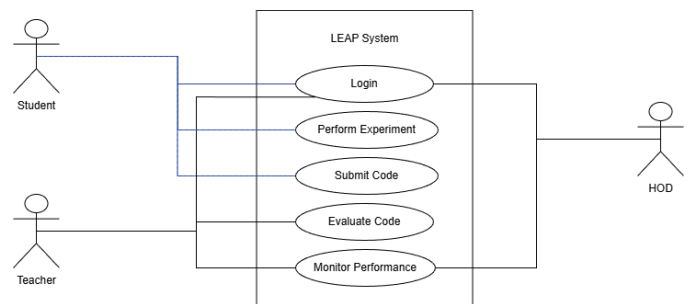 LEAP System
Login
Student
Perform Experiment
Submit Code
HOD
Evaluate Code
Monitor Performance
Teacher